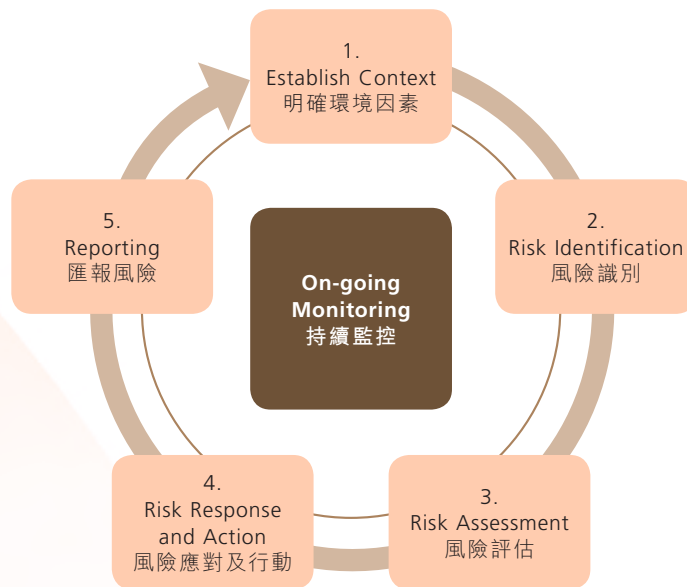 1.
Establish Context
明確環境因素
2.
Risk Identification
風險識別
3.
Risk Assessment
風險評估
4.
Risk Response
and Action
風險應對及行動
5.
Reporting
匯報風險
On-going
Monitoring
持續監控